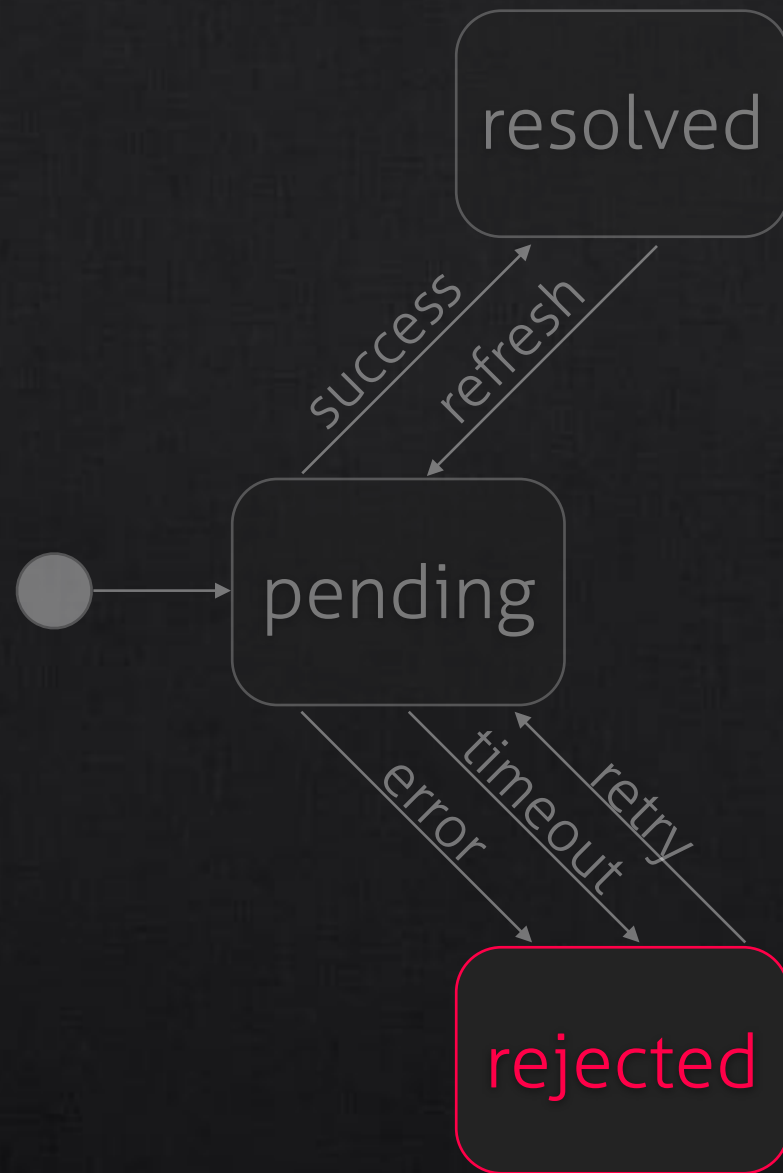 resolved
success
refresh
pending
error
timeout
retry
rejected